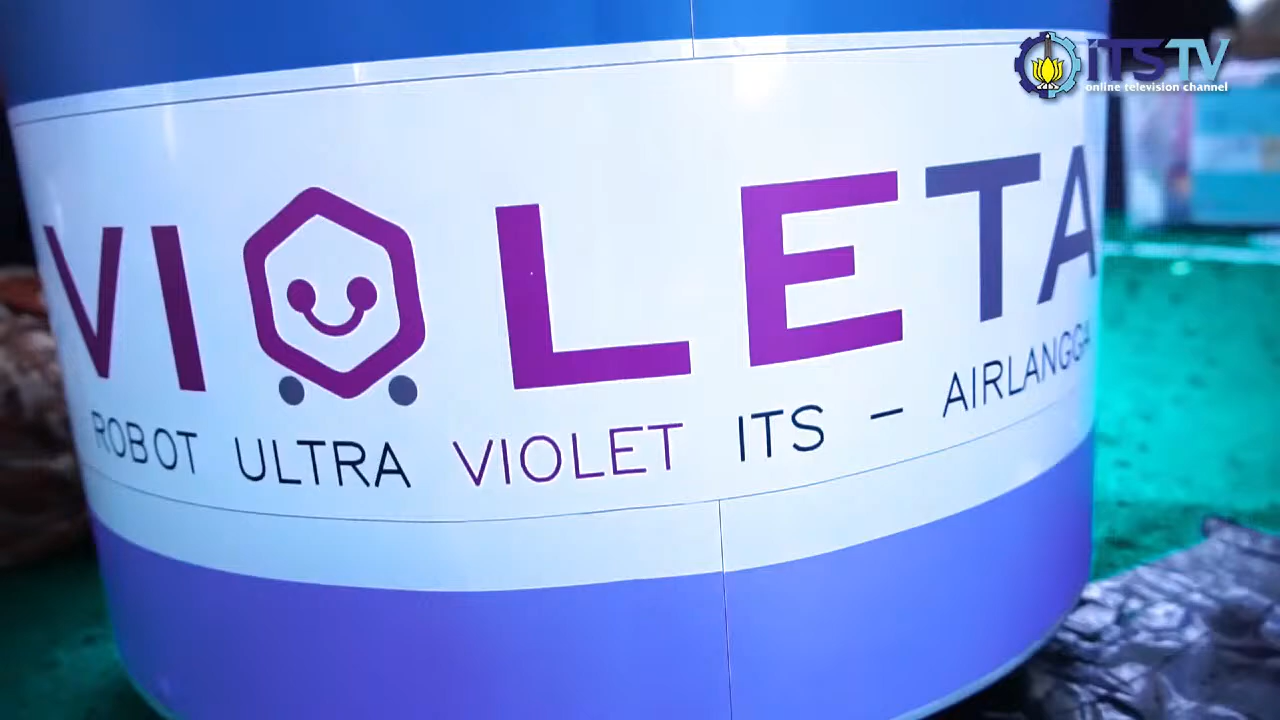 iTS TV
online television channel
VIOLETA
ROBOT ULTRA VIOLET ITS – AIRLANGGA